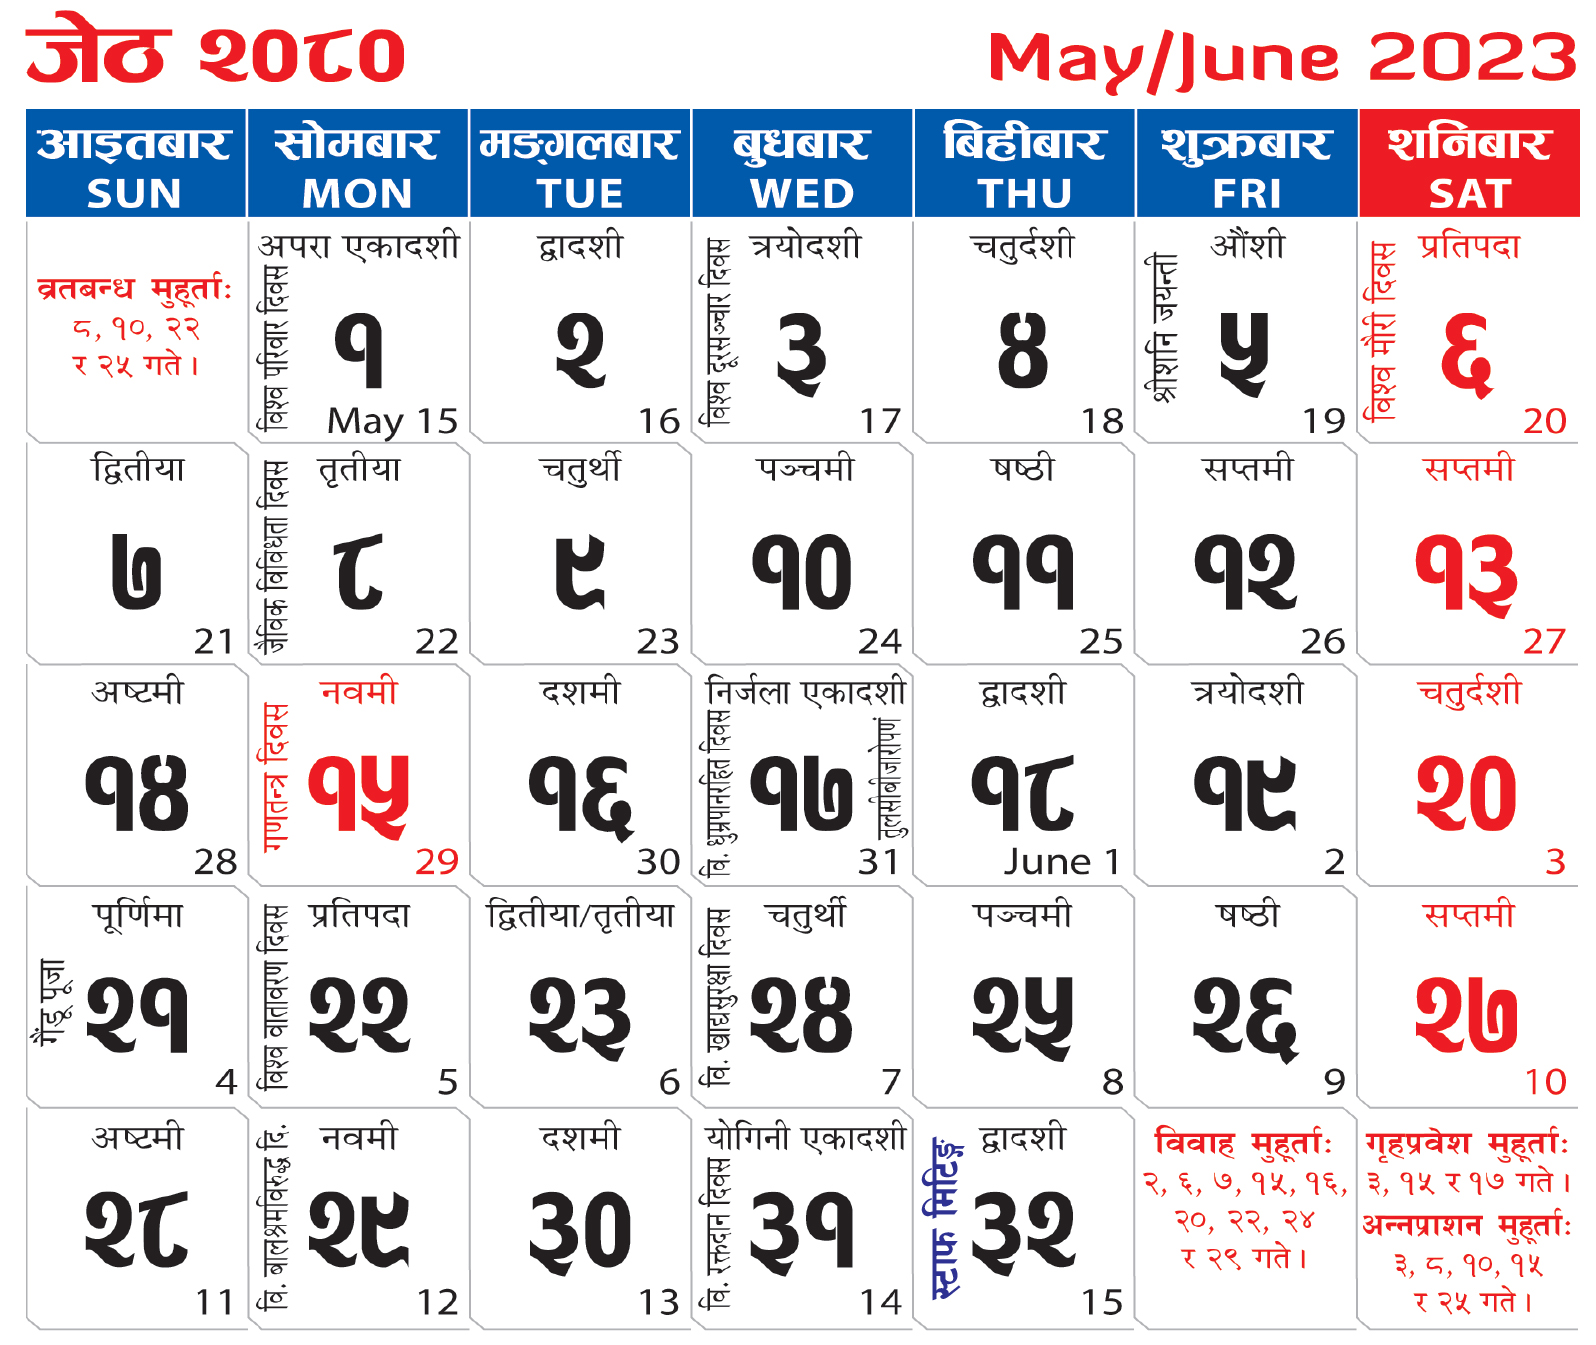 जेठ २०८० May/June 2023
आइतबार सोमबार मङ्गलबार बुधबार बिहीबार शुक्रबार शनिबार
SUN MON TUE WED THU FRI SAT
व्रतबन्ध मुहूर्ताः
८, १०, २२
र २५ गते।
अपरा एकादशी
विश्व परिवार दिवस
१
May 15
द्वादशी
२
16
त्रयोदशी
विश्व दूरसञ्चार दिवस
३
17
चतुर्दशी
४
18
औंशी
श्रीशनि जयन्ती
५
19
प्रतिपदा
विश्व मौरी दिवस
६
20
द्वितीया
७
21
तृतीया
जैविक विविधता दिवस
८
22
चतुर्थी
९
23
पञ्चमी
१०
24
षष्ठी
११
25
सप्तमी
१२
26
सप्तमी
१३
27
अष्टमी
१४
28
नवमी
गणतन्त्र दिवस
१५
29
दशमी
१६
30
निर्जला एकादशी
वि. धुम्रपानरहित दिवस
१७
तुलसीबीजारोपणं
31
द्वादशी
१८
June 1
त्रयोदशी
१९
2
चतुर्दशी
२०
3
पूर्णिमा
गैंडू पूजा
२१
4
प्रतिपदा
विश्व वातावरण दिवस
२२
5
द्वितीया/तृतीया
२३
6
चतुर्थी
वि. खाद्यसुरक्षा दिवस
२४
7
पञ्चमी
२५
8
षष्ठी
२६
9
सप्तमी
२७
10
अष्टमी
२८
11
नवमी
वि. बालश्रमविरुद्ध दि.
२९
12
दशमी
३०
13
योगिनी एकादशी
वि. रक्तदान दिवस
३१
14
द्वादशी
स्टाफ मिटिङ्ग
३२
15
विवाह मुहूर्ताः
२, ६, ७, १५, १६,
२०, २२, २४
र २९ गते।
गृहप्रवेश मुहूर्ताः
३, १५ र १७ गते।
अन्नप्राशन मुहूर्ताः
३, ८, १०, १५
र २५ गते।